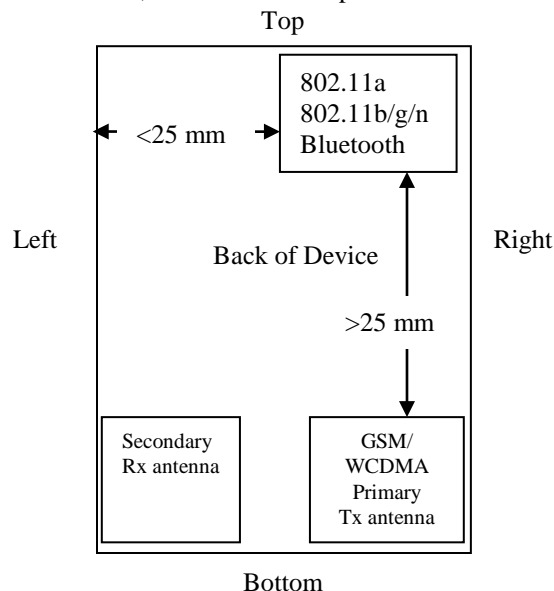 Top
802.11a
802.11b/g/n
Bluetooth
<25 mm
Left
Back of Device
Right
>25 mm
Secondary
Rx antenna
GSM/
WCDMA
Primary
Tx antenna
Bottom